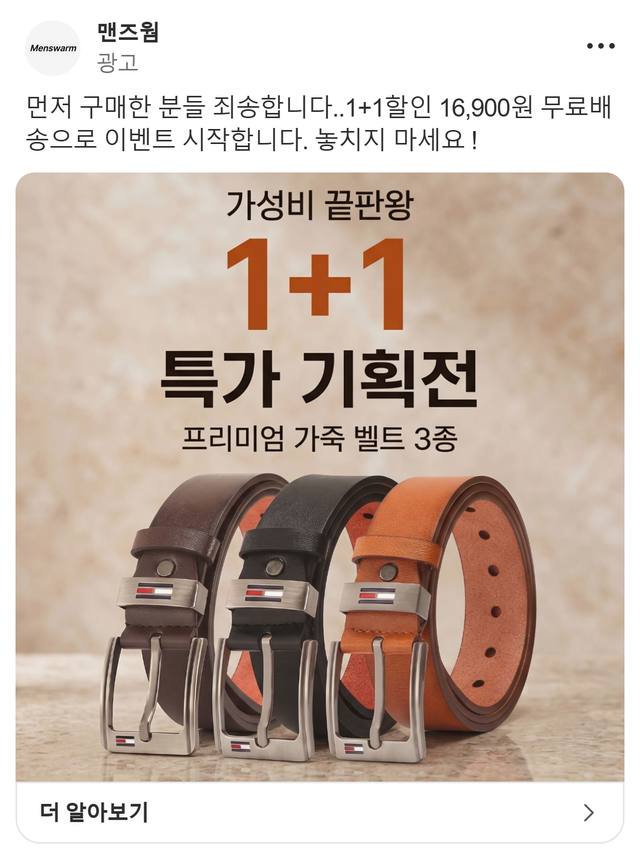 Menswarm
맨즈웜
광고
먼저 구매한 분들 죄송합니다..1+1할인 16,900원 무료배
송으로 이벤트 시작합니다. 놓치지 마세요 !
가성비 끝판왕
1+1
특가 기획전
프리미엄 가죽 벨트 3종
더 알아보기